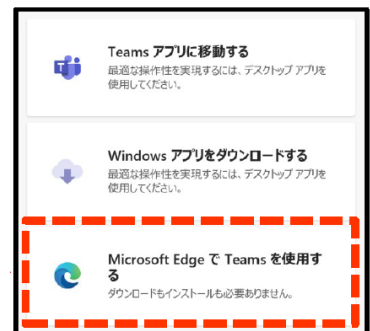 Teams アプリに移動する
最適な操作性を実現するには、デスクトップ アプリを
使用してください。
Windows アプリをダウンロードする
最適な操作性を実現するには、デスクトップ アプリを
使用してください。
Microsoft Edge で Teams を使用す
る
ダウンロードもインストールも必要ありません。